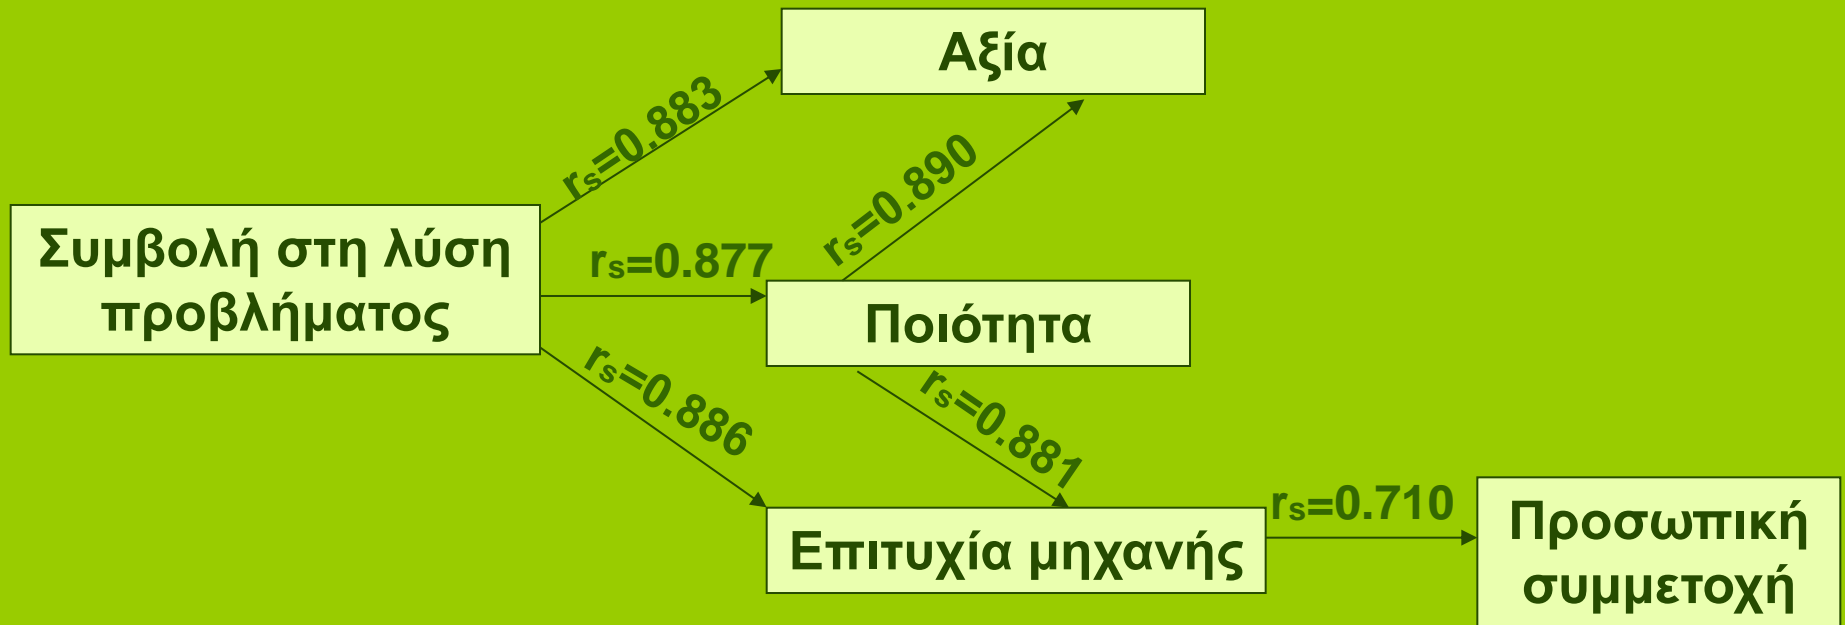 Αξία
rs=0.883
rs=0.890
Συμβολή στη λύση
προβλήματος
rs=0.877
Ποιότητα
rs=0.886
rs=0.881
Επιτυχία μηχανής
rs=0.710
Προσωπική
συμμετοχή